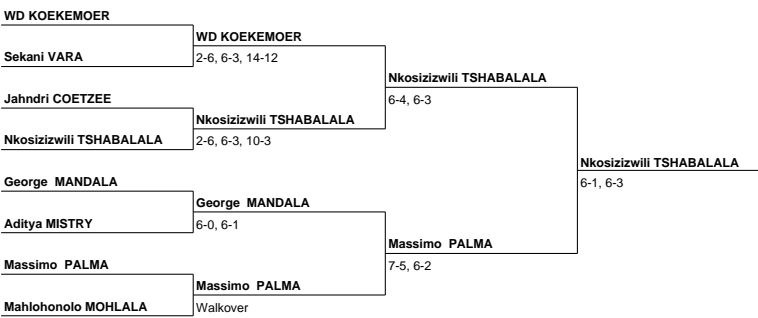 WD KOEKEMOER
WD KOEKEMOER
Sekani VARA
2-6, 6-3, 14-12
Nkosizizwili TSHABALALA
Jahndri COETZEE
6-4, 6-3
Nkosizizwili TSHABALALA
Nkosizizwili TSHABALALA
2-6, 6-3, 10-3
Nkosizizwili TSHABALALA
George MANDALA
6-1, 6-3
George MANDALA
Aditya MISTRY
6-0, 6-1
Massimo PALMA
Massimo PALMA
7-5, 6-2
Massimo PALMA
Mahlohonolo MOHLALA
Walkover